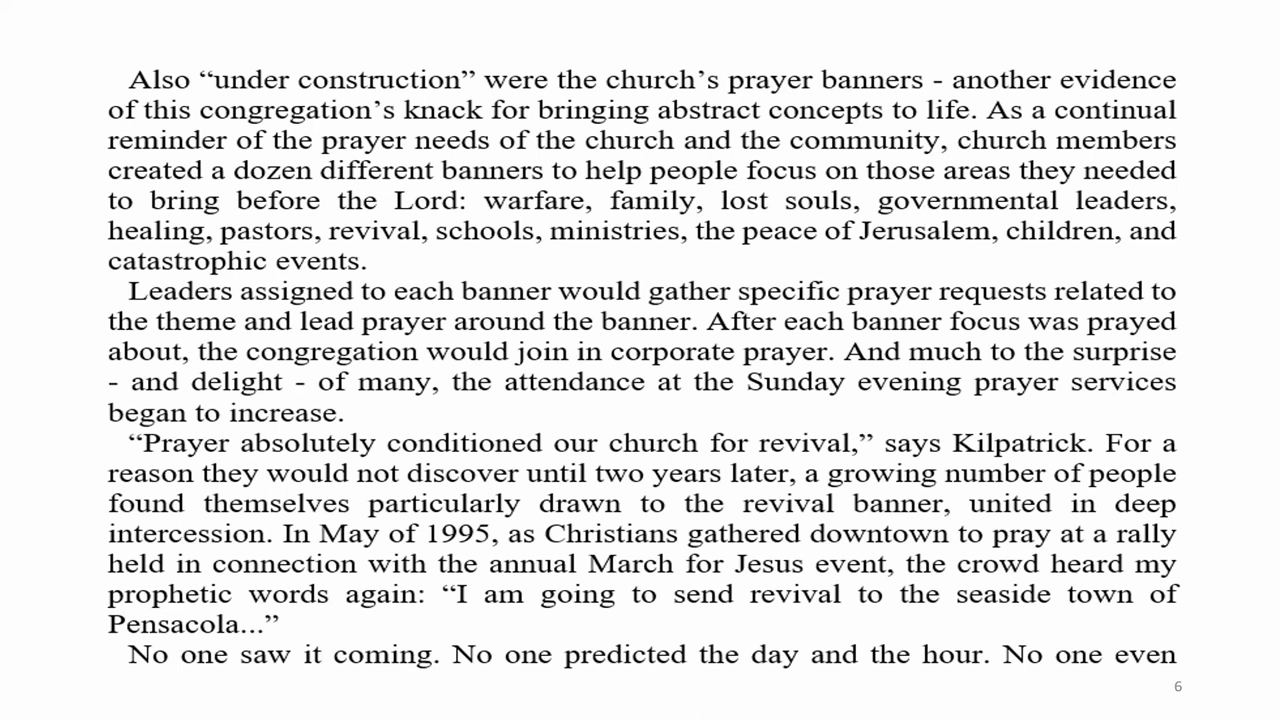 Also “under construction” were the church’s prayer banners - another evidence
of this congregation’s knack for bringing abstract concepts to life. As a continual
reminder of the prayer needs of the church and the community, church members
created a dozen different banners to help people focus on those areas they needed
to bring before the Lord: warfare, family, lost souls, governmental leaders,
healing, pastors, revival, schools, ministries, the peace of Jerusalem, children, and
catastrophic events.
Leaders assigned to each banner would gather specific prayer requests related to
the theme and lead prayer around the banner. After each banner focus was prayed
about, the congregation would join in corporate prayer. And much to the surprise
- and delight - of many, the attendance at the Sunday evening prayer services
began to increase.
“Prayer absolutely conditioned our church for revival,” says Kilpatrick. For a
reason they would not discover until two years later, a growing number of people
found themselves particularly drawn to the revival banner, united in deep
intercession. In May of 1995, as Christians gathered downtown to pray at a rally
held in connection with the annual March for Jesus event, the crowd heard my
prophetic words again: “I am going to send revival to the seaside town of
Pensacola...”
No one saw it coming. No one predicted the day and the hour. No one even
6